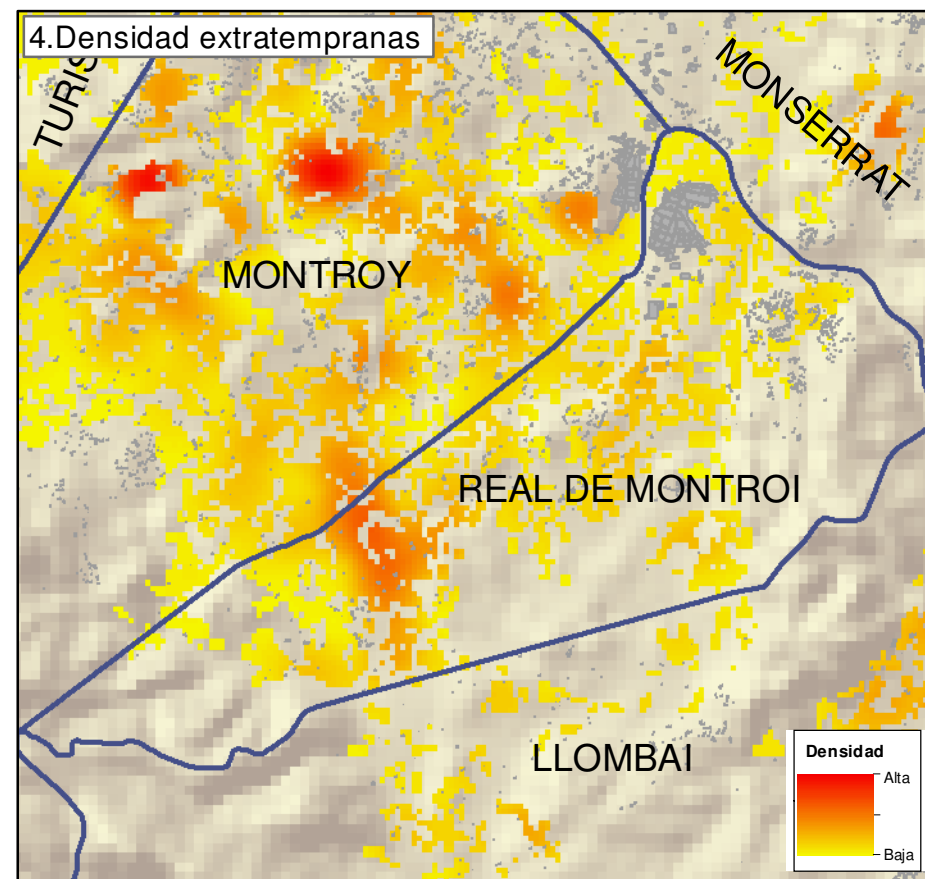 4.Densidad extratempranas
TURIS
MONSERRAT
MONTROY
REAL DE MONTROI
LLOMBAI
Densidad
Alta
Baja